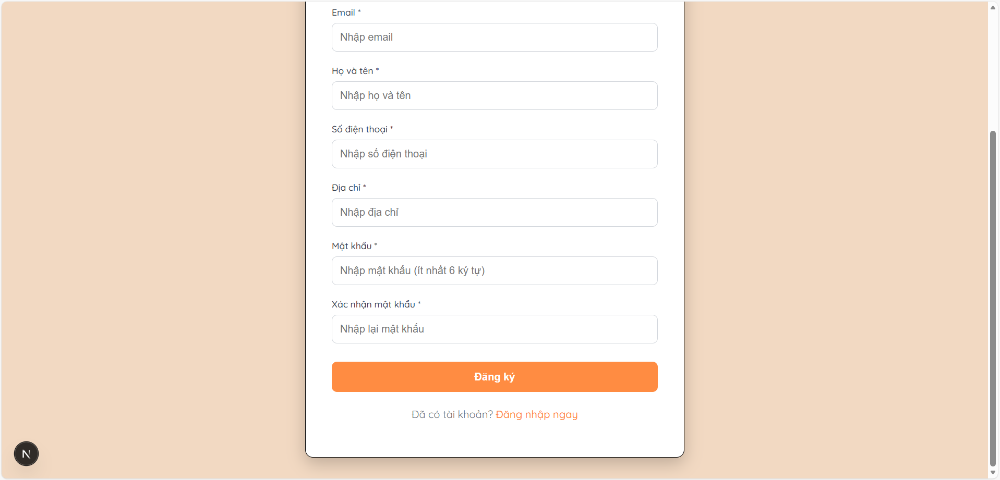 Email *
Nhập email
Họ và tên *
Nhập họ và tên
Số điện thoại *
Nhập số điện thoại
Địa chỉ *
Nhập địa chỉ
Mật khẩu *
Nhập mật khẩu (ít nhất 6 ký tự)
Xác nhận mật khẩu *
Nhập lại mật khẩu
Đăng ký
Đã có tài khoản? Đăng nhập ngay
N